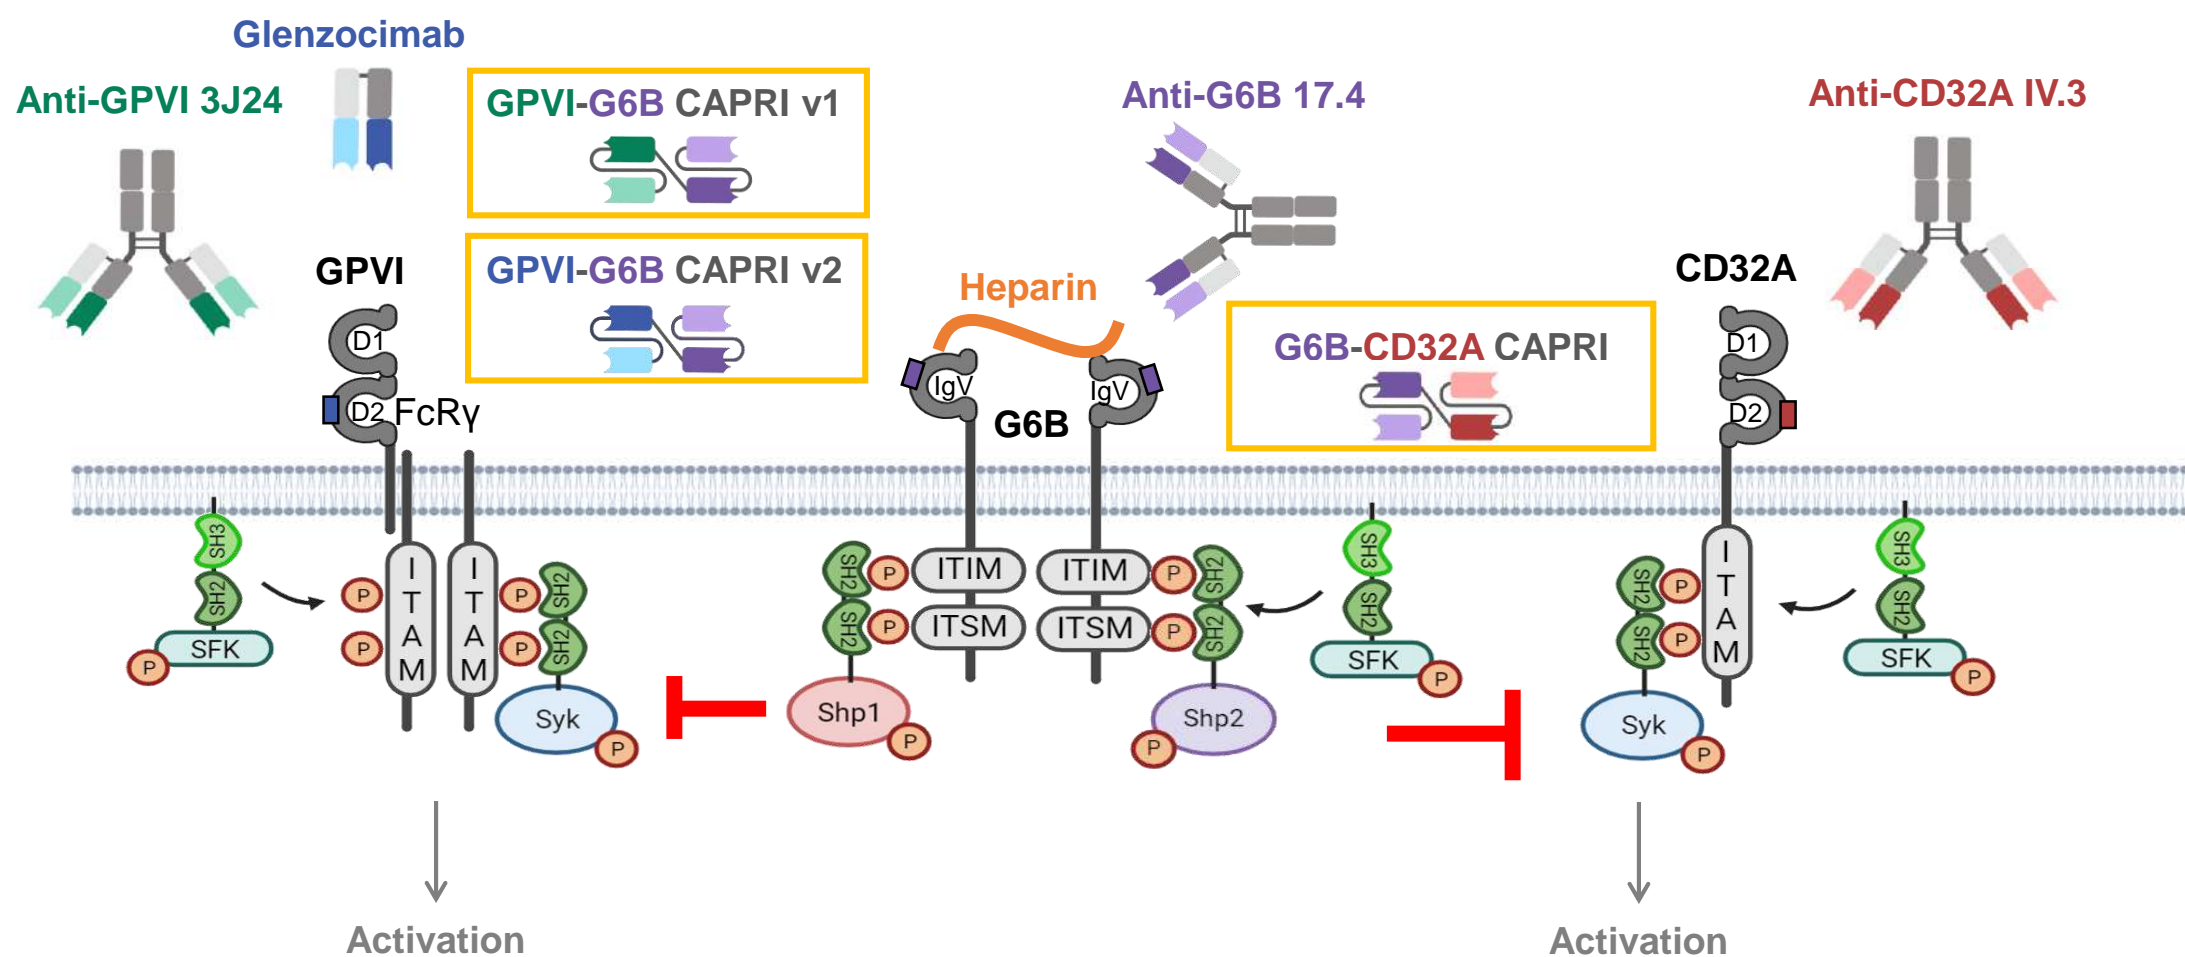 Glenzocimab
Anti-GPVI 3J24
GPVI-G6B CAPRI v1
Anti-G6B 17.4
Anti-CD32A IV.3
GPVI
GPVI-G6B CAPRI v2
Heparin
CD32A
D1
D2
FcRγ
IgV
IgV
G6B
G6B-CD32A CAPRI
D1
D2
SH3
SH2
SFK
P
P
P
ITAM
ITAM
P
P
SH2
SH2
Syk
P
SH2
SH2
P
P
ITIM
ITSM
ITIM
ITSM
P
P
SH2
SH2
Shp1
P
Shp2
P
SH3
SH2
SFK
P
SH2
SH2
P
P
ITAM
Syk
P
SH3
SH2
SFK
P
Activation
Activation